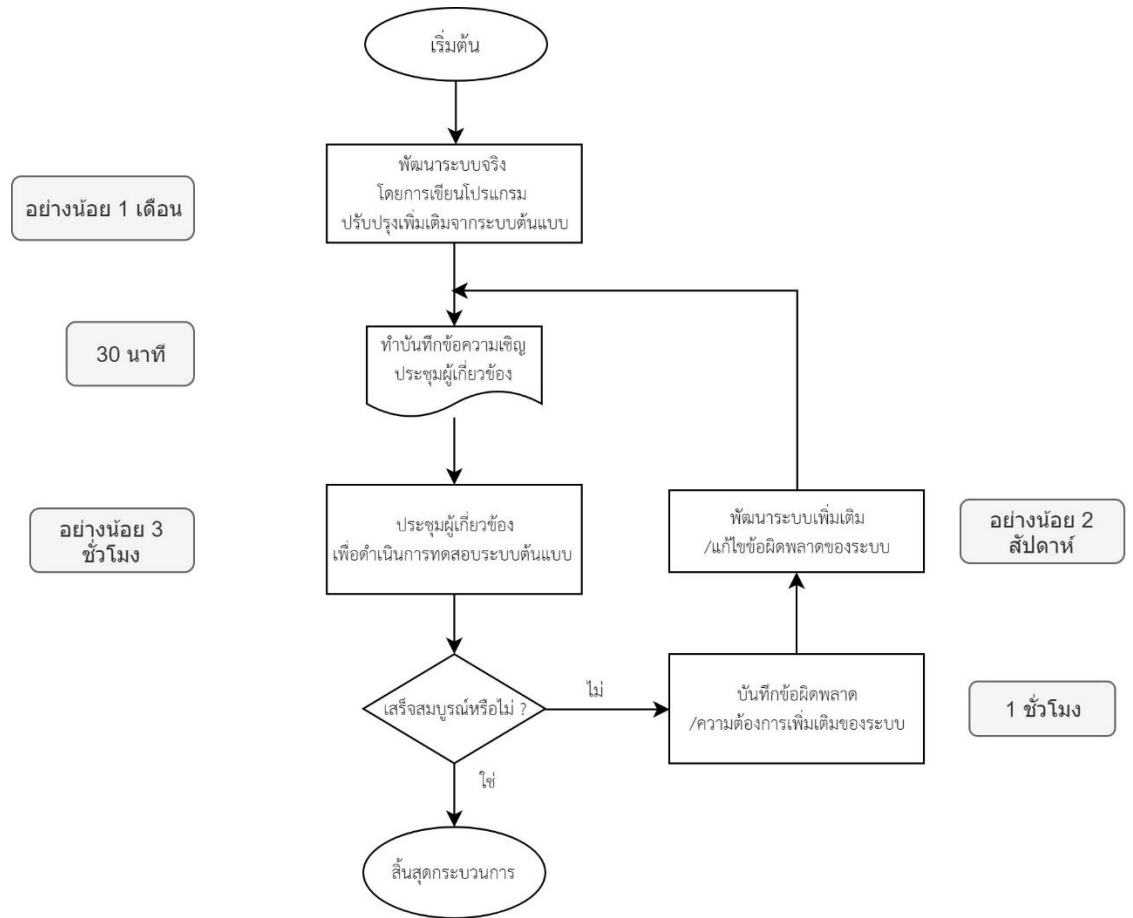 เริ่มต้น
พัฒนาระบบจริง
โดยการเขียนโปรแกรม
ปรับปรุงเพิ่มเติมจากระบบต้นแบบ
อย่างน้อย 1 เดือน
ทำบันทึกข้อความเชิญ
ประชุมผู้เกี่ยวข้อง
30 นาที
ประชุมผู้เกี่ยวข้อง
เพื่อดำเนินการทดสอบระบบต้นแบบ
อย่างน้อย 3
ชั่วโมง
พัฒนาระบบเพิ่มเติม
/แก้ไขข้อผิดพลาดของระบบ
อย่างน้อย 2
สัปดาห์
เสร็จสมบูรณ์หรือไม่ ?
ไม่
บันทึกข้อผิดพลาด
/ความต้องการเพิ่มเติมของระบบ
1 ชั่วโมง
ใช่
สิ้นสุดกระบวนการ